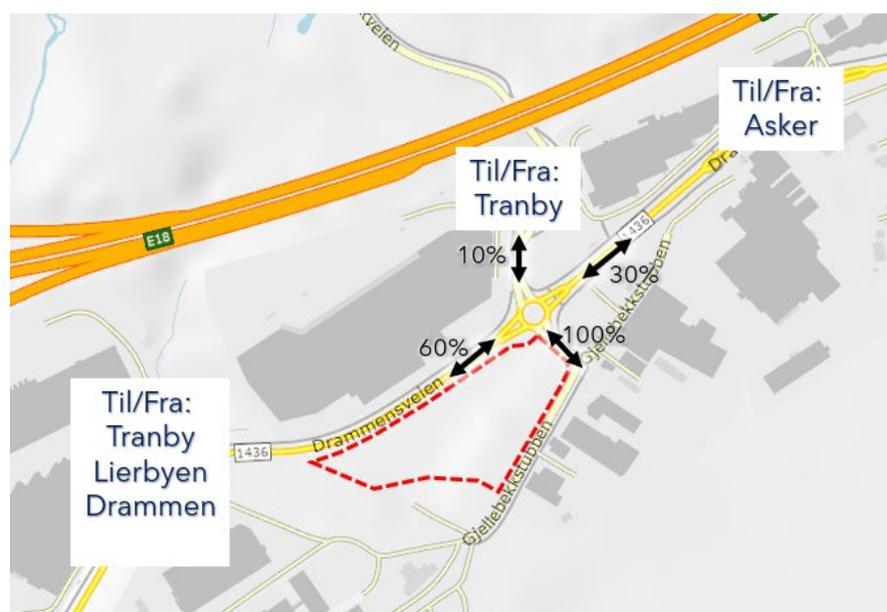 kveien
E18
Til/Fra:
Asker
Til/Fra:
Tranby
10%
1436
30%
Gjellebekkstubben
60%
100%
Til/Fra:
Tranby
Lierbyen
Drammen
Drammensveien
1436
Gjellebekkstubben